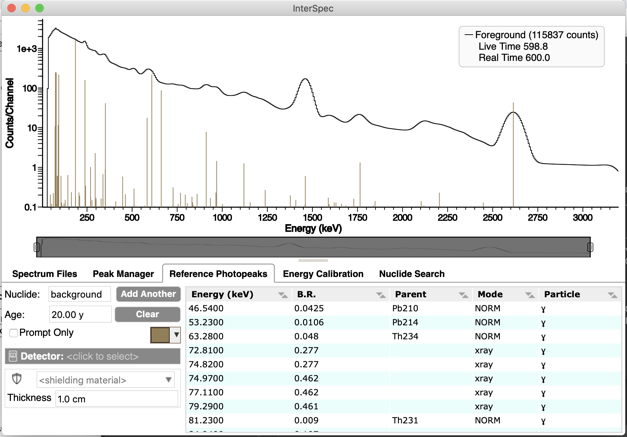 InterSpec
Foreground (115837 counts)
Live Time 598.8
Real Time 600.0
Counts/Channel
1e+3
100
10
1
0.1
250 500 750 1000 1250 1500 1750 2000 2250 2500 2750 3000
Energy (keV)
Spectrum Files Peak Manager Reference Photopeaks Energy Calibration Nuclide Search
Nuclide: background Add Another
Age: 20.00 y Clear
Prompt Only
Detector: <click to select>
<shielding material>
Thickness 1.0 cm
Energy (keV) B.R. Parent Mode Particle
46.5400 0.0425 Pb210 NORM γ
53.2300 0.0106 Pb214 NORM γ
63.2800 0.048 Th234 NORM γ
72.8100 0.277 xray γ
74.8200 0.277 xray γ
74.9700 0.462 xray γ
77.1100 0.462 xray γ
79.2900 0.461 xray γ
81.2300 0.009 Th231 NORM γ